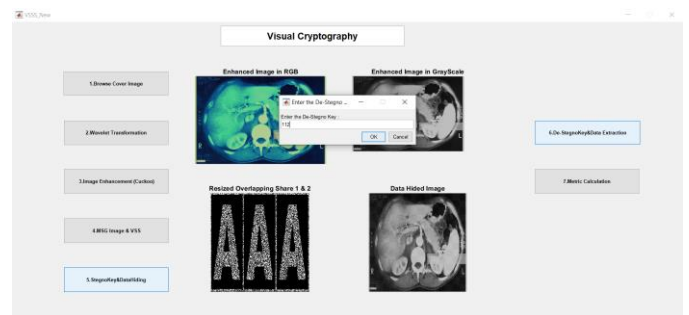 VSSS_New
Visual Cryptography
Enhanced Image in RGB
Enhanced Image in GrayScale
1.Browse Cover Image
Enter the De-Stegno ...
Enter the De-Stegno Key :
OK
Cancel
2.Wavelet Transformation
6.De-StegnoKey&Data Extraction
3.Image Enhancement (Caction)
Resized Overlapping Share 1 & 2
Data Hided Image
7.Metric Calculation
AAA
4.MSG Image & VSS
5.StegnoKey&DataHiding